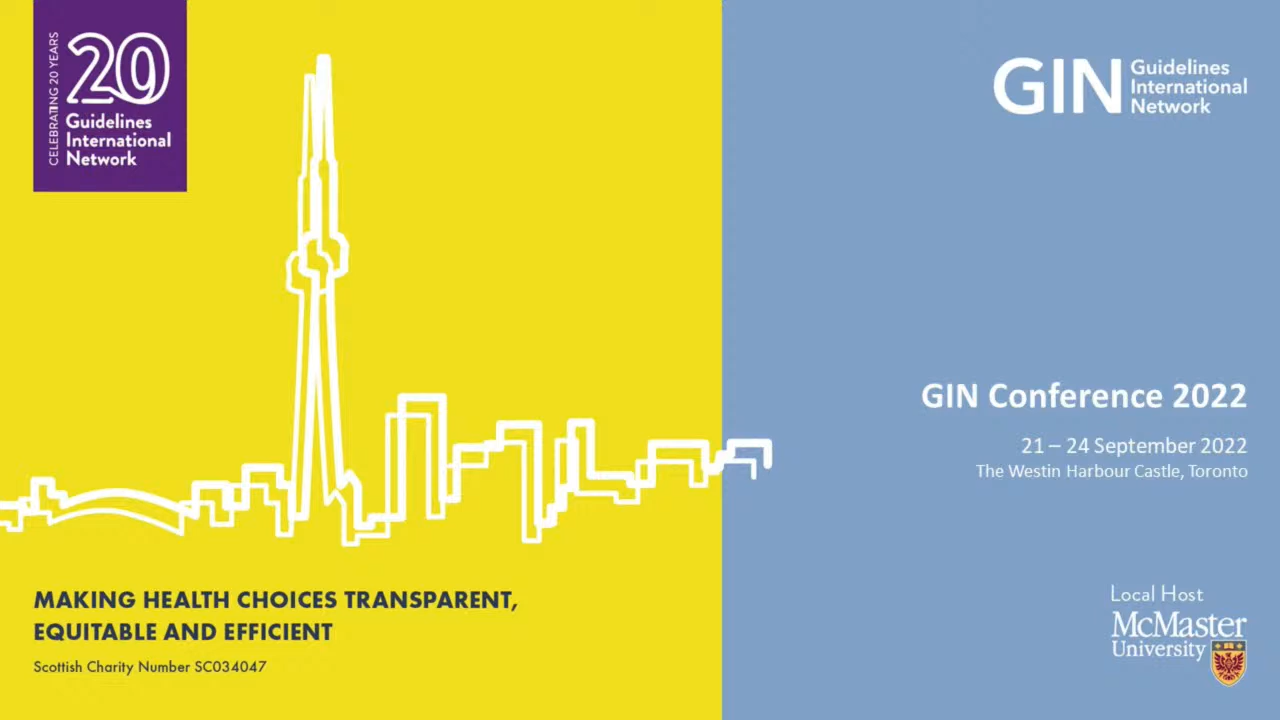 CELEBRATING 20 YEARS
20
Guidelines
International
Network
MAKING HEALTH CHOICES TRANSPARENT,
EQUITABLE AND EFFICIENT
Scottish Charity Number SC034047
GIN
Guidelines
International
Network
GIN Conference 2022
21 – 24 September 2022
The Westin Harbour Castle, Toronto
Local Host
McMaster
University